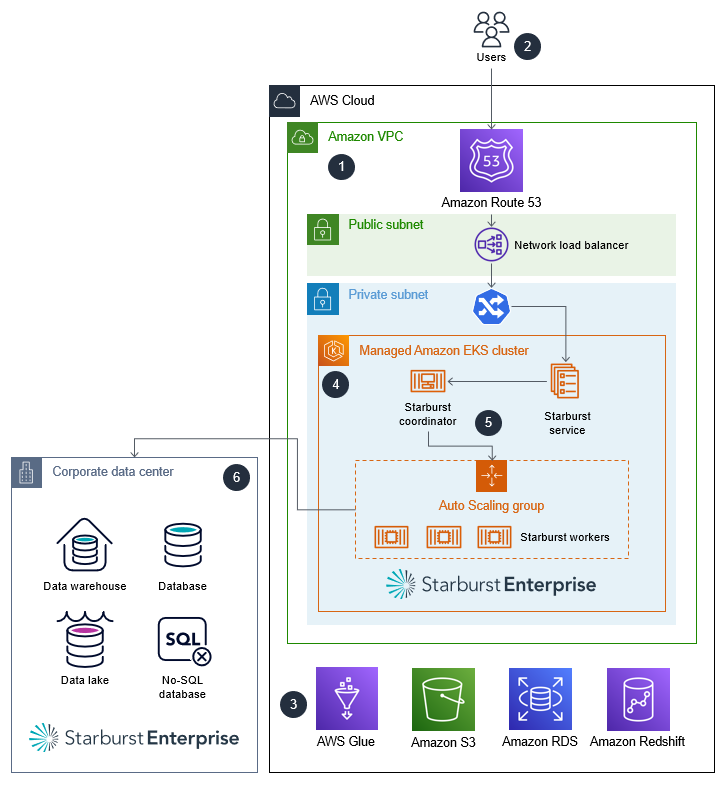 2
Users
AWS Cloud
Amazon VPC
1
53
Amazon Route 53
Public subnet
Network load balancer
Private subnet
Managed Amazon EKS cluster
K
4
Starburst
coordinator
Starburst
service
5
Auto Scaling group
Starburst workers
Starburst Enterprise
Corporate data center
6
Data warehouse
Database
Data lake
SQL
No-SQL
database
Starburst Enterprise
3
AWS Glue
Amazon S3
Amazon RDS
Amazon Redshift